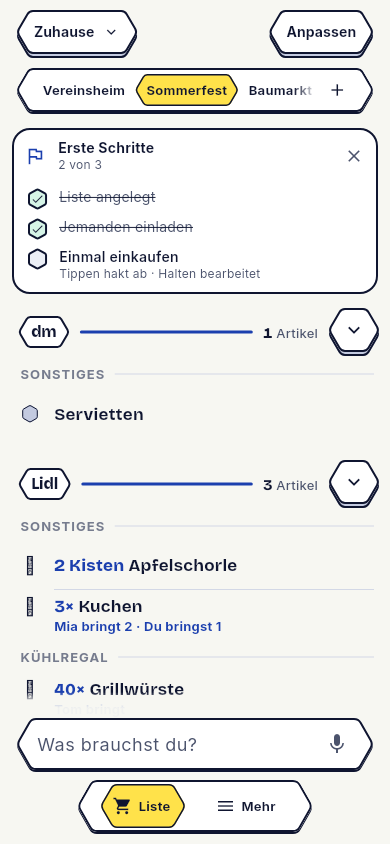 Zuhause
Anpassen
Vereinsheim
Sommerfest
Baumarkt
Erste Schritte
2 von 3
Liste angelegt
Jemanden einladen
Einmal einkaufen
Tippen hakt ab · Halten bearbeitet
dm
1 Artikel
SONSTIGES
Servietten
Lidl
3 Artikel
SONSTIGES
2 Kisten Apfelschorle
3× Kuchen
Mia bringt 2 · Du bringst 1
KÜHLREGAL
40× Grillwürste
Tom bringt
Was brauchst du?
Liste
Mehr